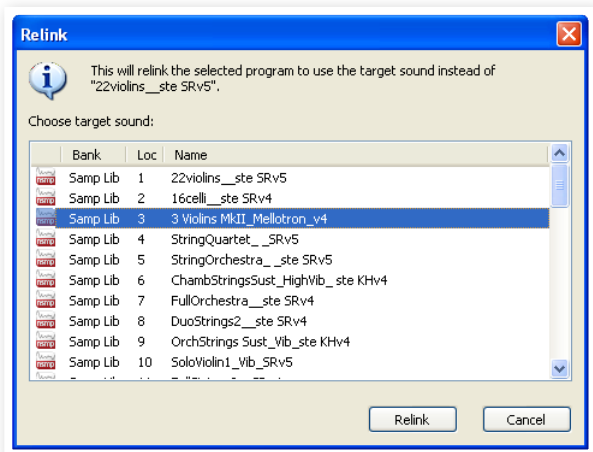 Relink
This will relink the selected program to use the target sound instead of
"22violins__ste SRv5".
Choose target sound:
Bank Loc Name
Samp Lib 1 22violins__ste SRv5
Samp Lib 2 16celli__ste SRv4
Samp Lib 3 3 Violins MkII_Mellotron_v4
Samp Lib 4 StringQuartet_ _SRv5
Samp Lib 5 StringOrchestra_ _ste SRv5
Samp Lib 6 ChambStringsSust_HighVib_ ste KHv4
Samp Lib 7 FullOrchestra__ste SRv4
Samp Lib 8 DuoStrings2__ste SRv4
Samp Lib 9 OrchStrings Sust_Vib_ste KHv4
Samp Lib 10 SoloViolin1_Vib_SRv5
Relink Cancel